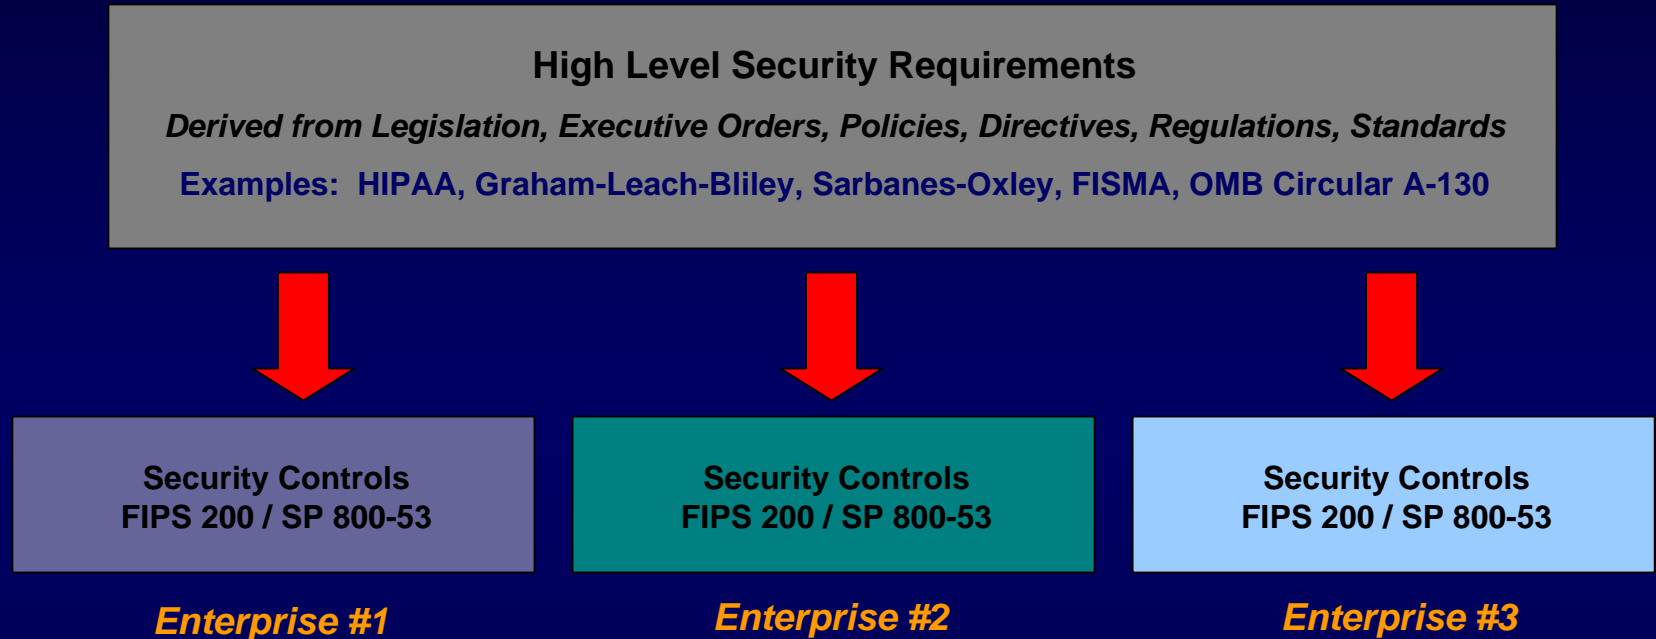 High Level Security Requirements
Derived from Legislation, Executive Orders, Policies, Directives, Regulations, Standards
Examples: HIPAA, Graham-Leach-Bliley, Sarbanes-Oxley, FISMA, OMB Circular A-130
Security Controls
FIPS 200 / SP 800-53
Security Controls
FIPS 200 / SP 800-53
Security Controls
FIPS 200 / SP 800-53
Enterprise #1
Enterprise #2
Enterprise #3